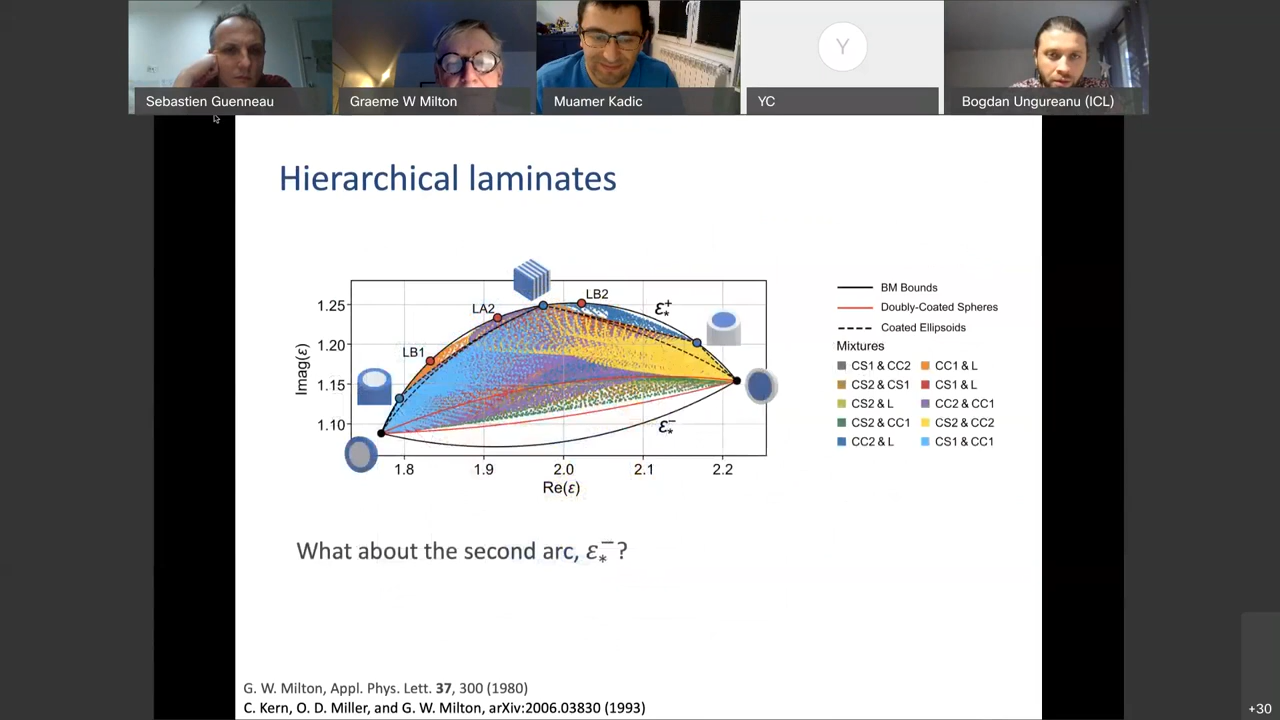 Sebastien Guenneau
Graeme W Milton
Muamer Kadic
Y
YC
Bogdan Ungureanu (ICL)
Hierarchical laminates
1.25
1.20
1.15
1.10
Imag(ε)
1.8
1.9
2.0
2.1
2.2
Re(ε)
LB1
LA2
LB2
ε*+
ε*−
BM Bounds
Doubly-Coated Spheres
Coated Ellipsoids
Mixtures
CS1 & CC2
CS2 & CS1
CS2 & L
CS2 & CC1
CC2 & L
CC1 & L
CS1 & L
CC2 & CC1
CS2 & CC2
CS1 & CC1
What about the second arc, ε*−?
G. W. Milton, Appl. Phys. Lett. 37, 300 (1980)
C. Kern, O. D. Miller, and G. W. Milton, arXiv:2006.03830 (1993)
+30